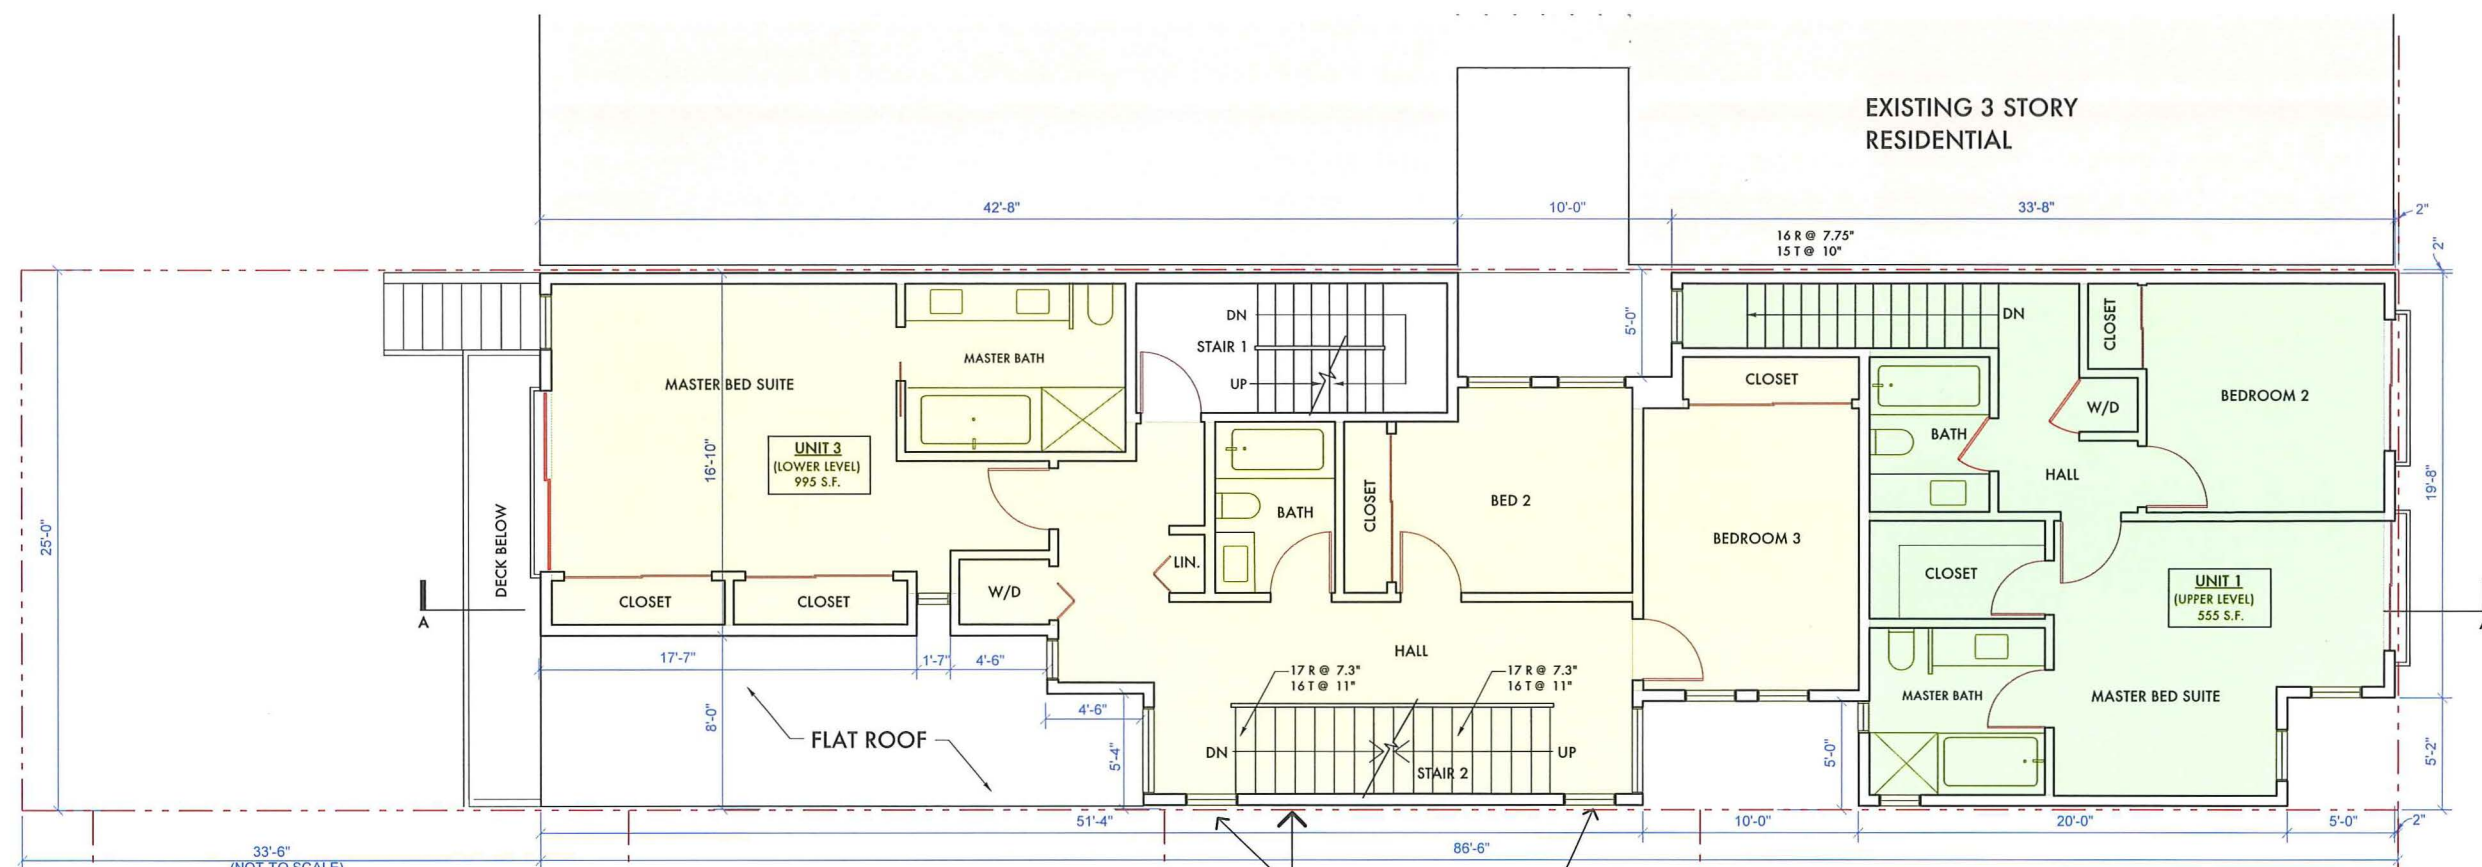 EXISTING 3 STORY
RESIDENTIAL
42'-8"
10'-0"
33'-8"
2"
16 R @ 7.75"
15 T @ 10"
2"
DN
STAIR 1
UP
5'-0"
DN
CLOSET
MASTER BATH
MASTER BED SUITE
CLOSET
W/D
BEDROOM 2
UNIT 3
(LOWER LEVEL)
995 S.F.
16'-10"
BATH
HALL
19'-8"
25'-0"
DECK BELOW
BATH
CLOSET
BED 2
BEDROOM 3
LIN.
W/D
CLOSET
CLOSET
CLOSET
UNIT 1
(UPPER LEVEL)
555 S.F.
A
17'-7"
1'-7"
4'-6"
HALL
17 R @ 7.3"
16 T @ 11"
17 R @ 7.3"
16 T @ 11"
MASTER BATH
MASTER BED SUITE
8'-0"
4'-6"
FLAT ROOF
5'-4"
DN
STAIR 2
UP
5'-0"
5'-2"
51'-4"
10'-0"
20'-0"
5'-0"
2"
33'-6"
(NOT TO SCALE)
86'-6"